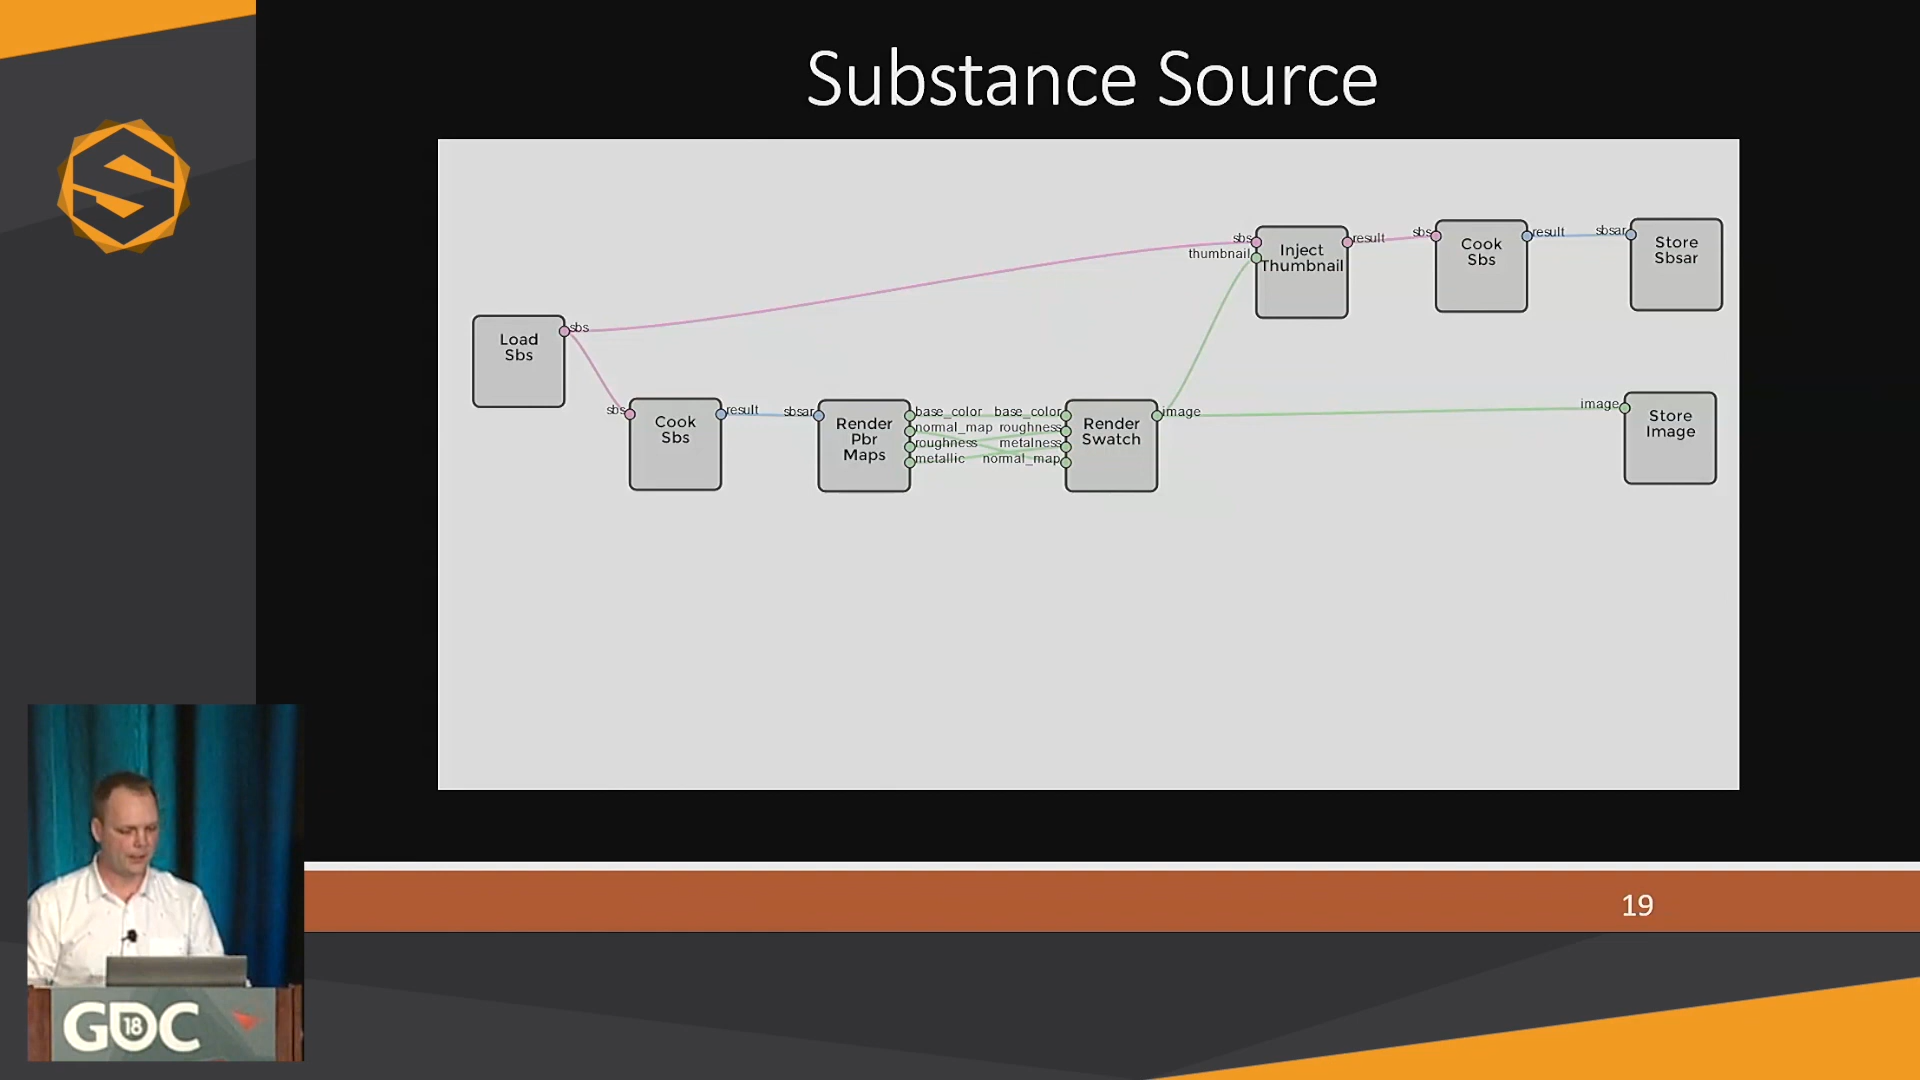 Substance Source
Load
Sbs
sbs
sbs
Cook
Sbs
result
sbsar
Render
Pbr
Maps
base_color
normal_map
roughness
metallic
base_color
roughness
metalness
normal_map
Render
Swatch
image
sbs
thumbnail
Inject
Thumbnail
result
sbs
Cook
Sbs
result
sbsar
Store
Sbsar
image
Store
Image
19
GDC
18